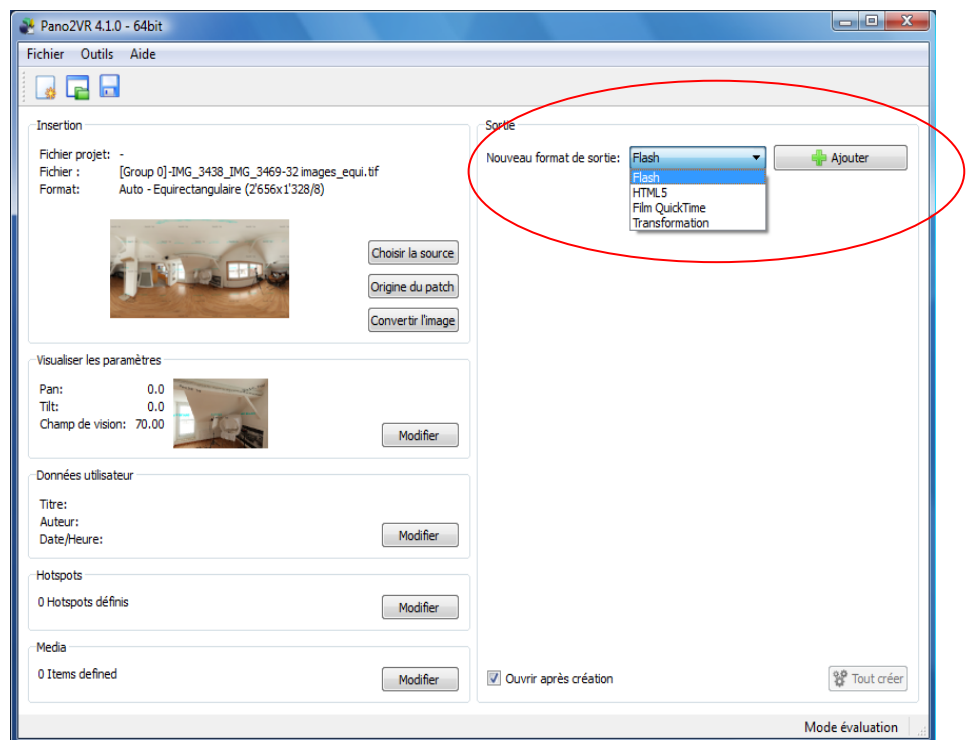 Pano2VR 4.1.0 - 64bit
Fichier Outils Aide
Insertion
Fichier projet: -
Fichier : [Group 0]-IMG_3438_IMG_3469-32 images_equi.tif
Format: Auto - Equirectangulaire (2'656x1'328/8)
Choisir la source
Origine du patch
Convertir l'image
Visualiser les paramètres
Pan: 0.0
Tilt: 0.0
Champ de vision: 70.00
Modifier
Données utilisateur
Titre:
Auteur:
Date/Heure:
Modifier
Hotspots
0 Hotspots définis
Modifier
Media
0 Items defined
Modifier
Sortie
Nouveau format de sortie: Flash Ajouter
Flash
HTML5
Film QuickTime
Transformation
Ouvrir après création
Tout créer
Mode évaluation